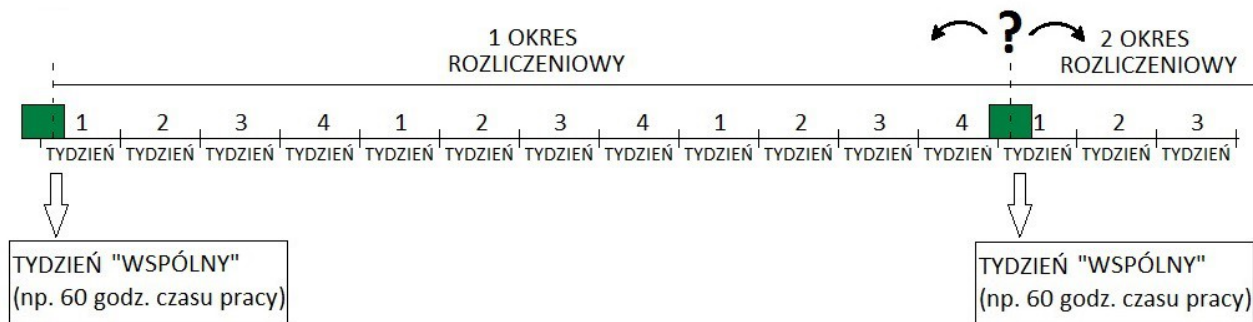 1 OKRES
ROZLICZENIOWY
?
2 OKRES
ROZLICZENIOWY
1 2 3 4 1 2 3 4 1 2 3 4 1 2 3
TYDZIEŃ TYDZIEŃ TYDZIEŃ TYDZIEŃ TYDZIEŃ TYDZIEŃ TYDZIEŃ TYDZIEŃ TYDZIEŃ TYDZIEŃ TYDZIEŃ TYDZIEŃ TYDZIEŃ TYDZIEŃ TYDZIEŃ
TYDZIEŃ "WSPÓLNY"
(np. 60 godz. czasu pracy)
TYDZIEŃ "WSPÓLNY"
(np. 60 godz. czasu pracy)